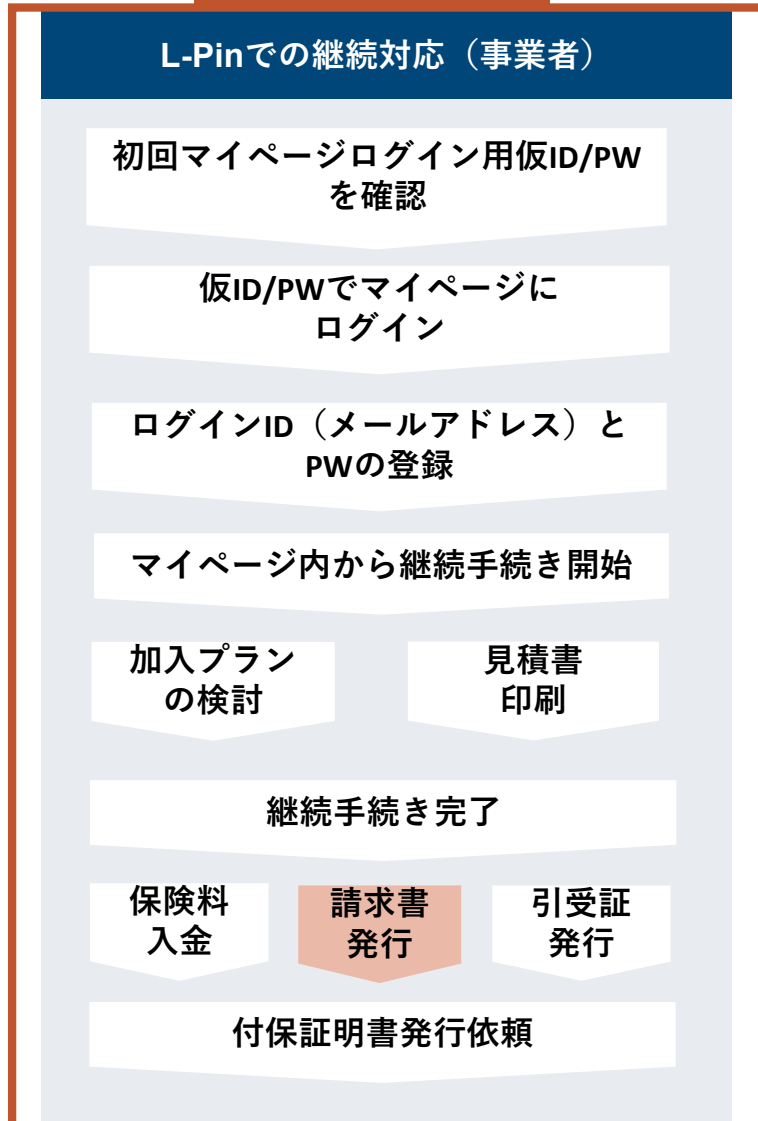 L-Pinでの継続対応（事業者）
初回マイページログイン用仮ID/PW
を確認
仮ID/PWでマイページに
ログイン
ログインID（メールアドレス）と
PWの登録
マイページ内から継続手続き開始
加入プラン
の検討
見積書
印刷
継続手続き完了
保険料
入金
請求書
発行
引受証
発行
付保証明書発行依頼